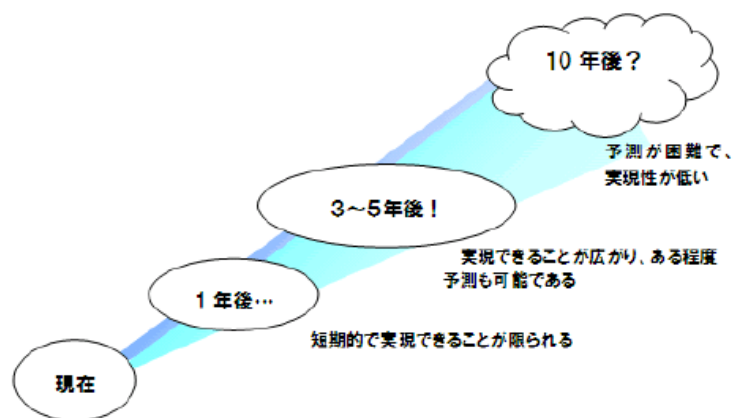 10 年後？
予測が困難で、
実現性が低い
３～５年後！
実現できることが広がり、ある程度
予測も可能である
１年後…
短期的で実現できることが限られる
現在